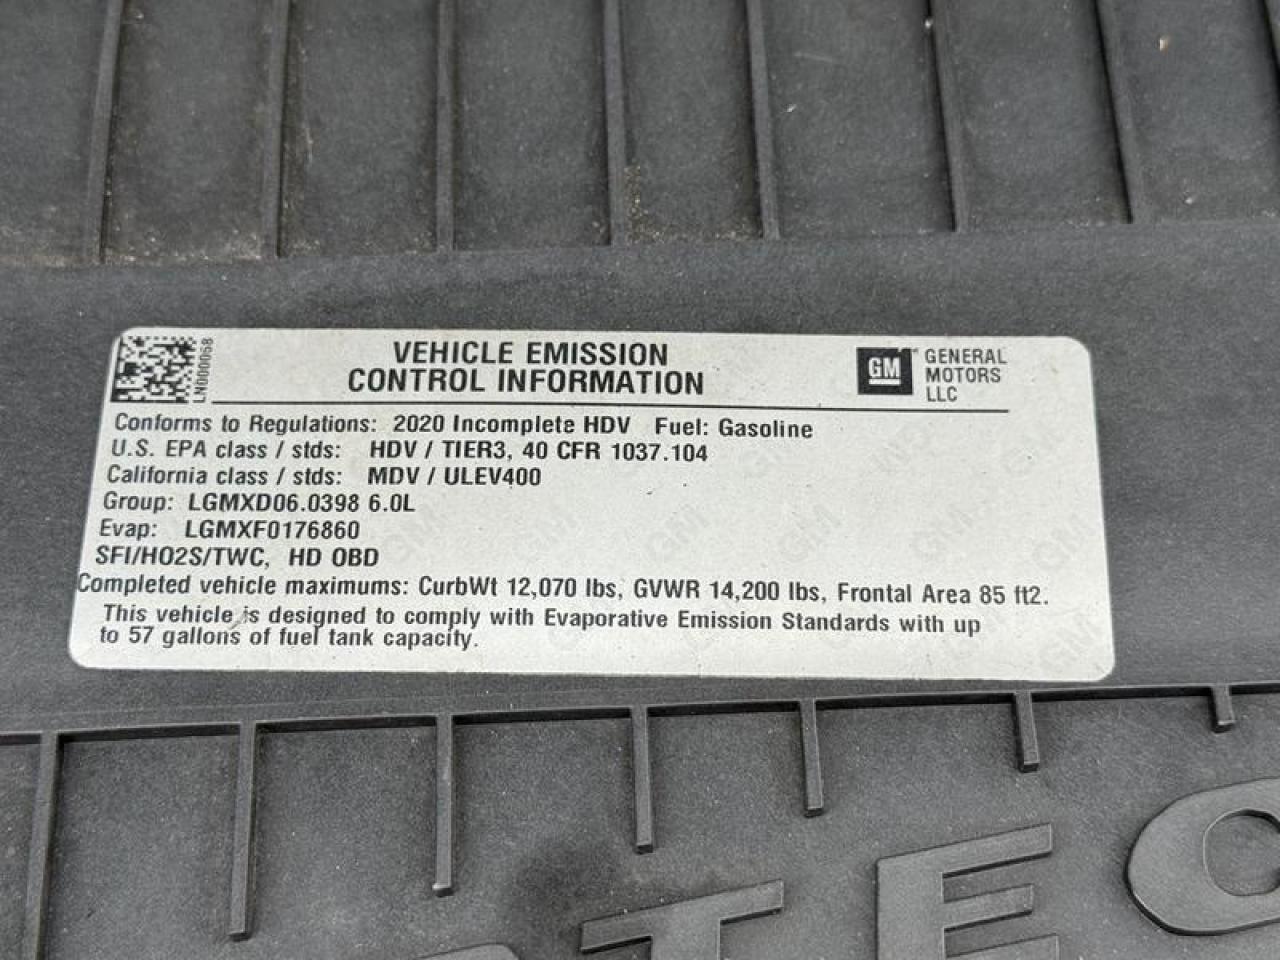 LN000058
VEHICLE EMISSION
CONTROL INFORMATION
GM
GENERAL
MOTORS
LLC
Conforms to Regulations: 2020 Incomplete HDV Fuel: Gasoline
U.S. EPA class / stds: HDV / TIER3, 40 CFR 1037.104
California class / stds: MDV / ULEV400
Group: LGMXD06.0398 6.0L
Evap: LGMXF0176860
SFI/HO2S/TWC, HD OBD
Completed vehicle maximums: CurbWt 12,070 lbs, GVWR 14,200 lbs, Frontal Area 85 ft2.
This vehicle is designed to comply with Evaporative Emission Standards with up
to 57 gallons of fuel tank capacity.